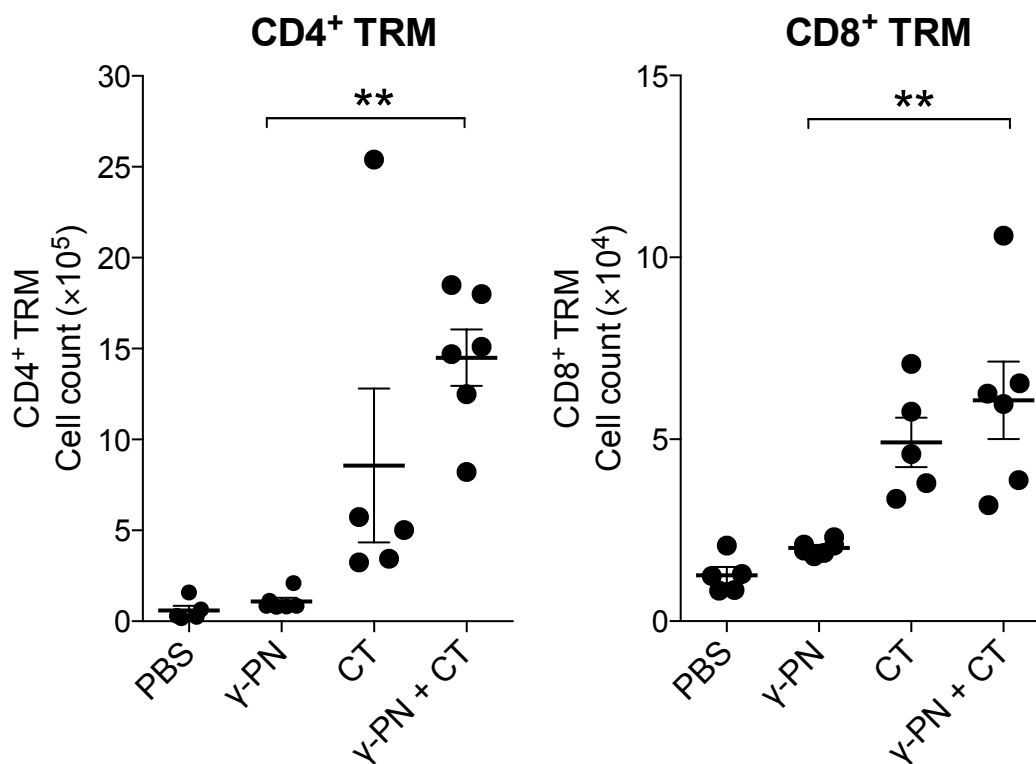 CD4⁺ TRM
CD4⁺ TRM
Cell count (×10⁵)
30
25
20
15
10
5
0
**
PBS
γ-PN
CT
γ-PN + CT
CD8⁺ TRM
CD8⁺ TRM
Cell count (×10⁴)
15
10
5
0
**
PBS
γ-PN
CT
γ-PN + CT